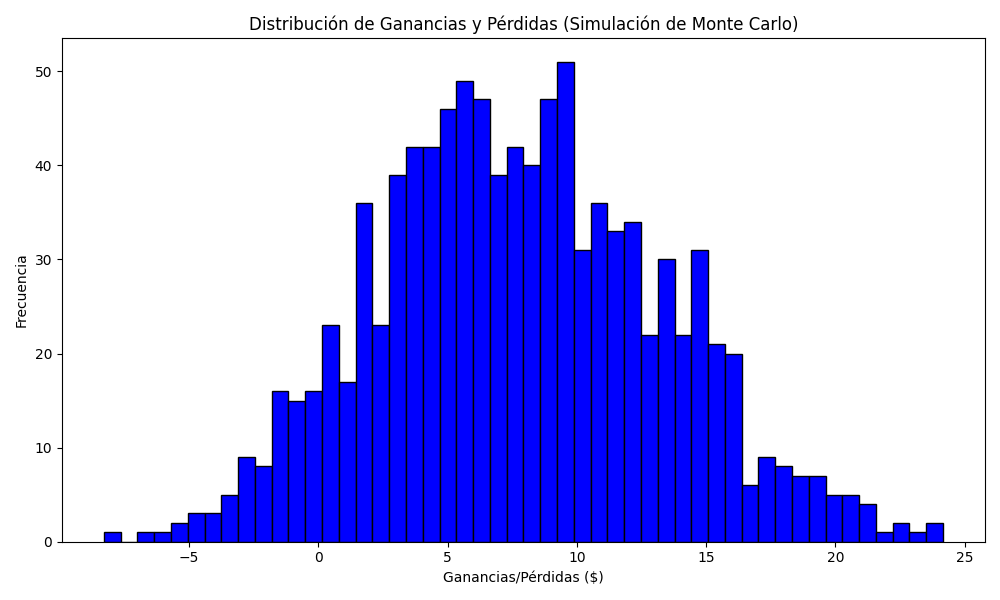 Distribución de Ganancias y Pérdidas (Simulación de Monte Carlo)
50
40
30
20
10
0
Frecuencia
−5 0 5 10 15 20 25
Ganancias/Pérdidas ($)